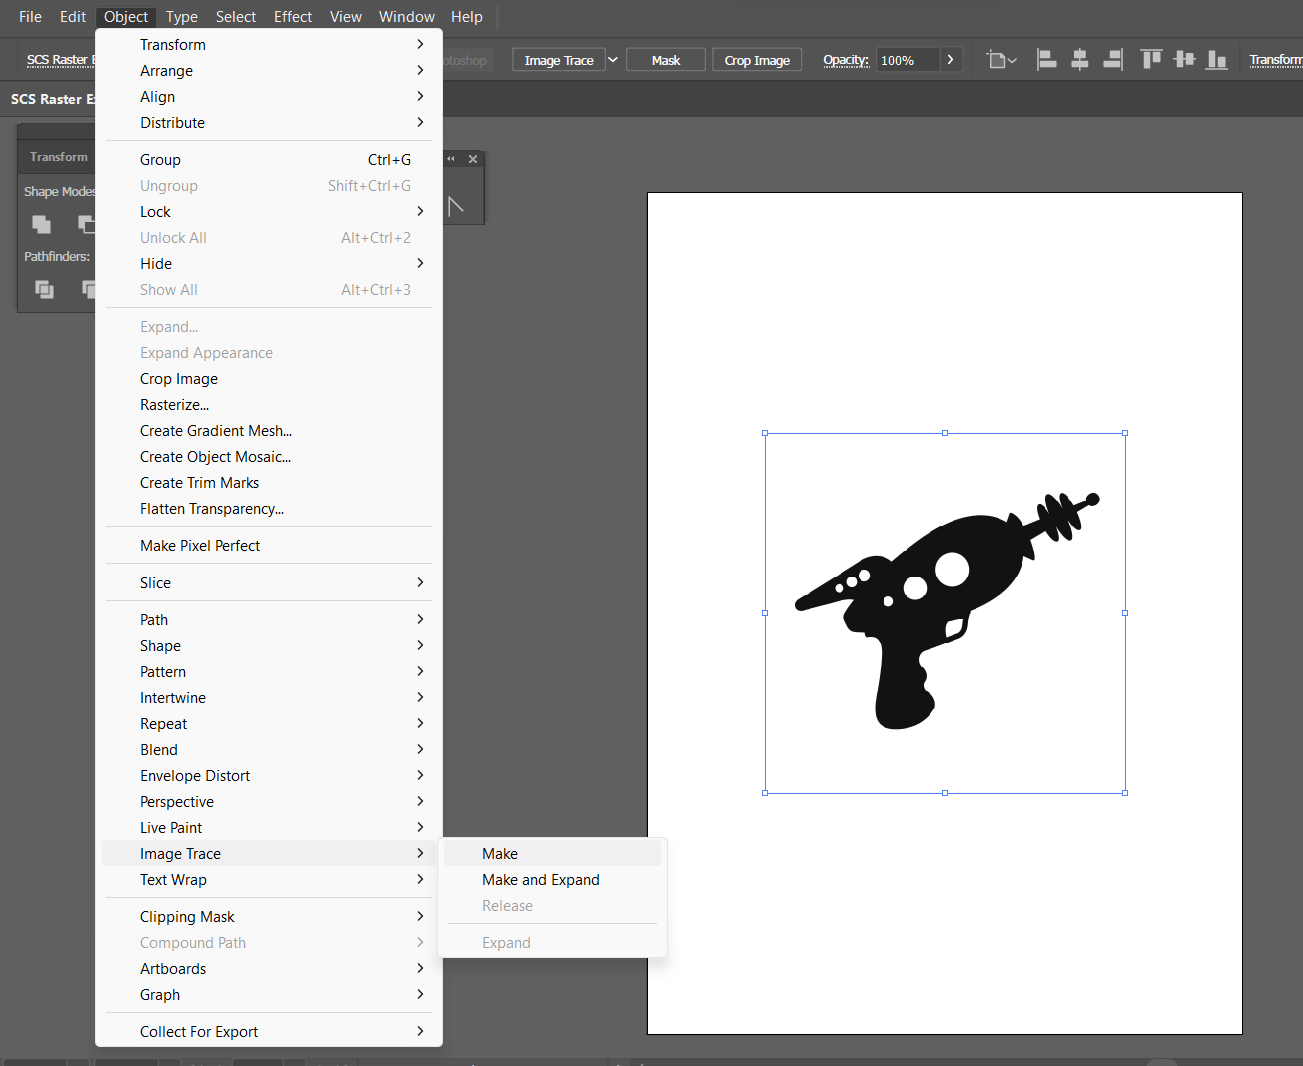 File Edit Object Type Select Effect View Window Help
SCS Raster Image Trace Mask Crop Image Opacity: 100% Transform
SCS Raster
Transform
Shape Modes
Pathfinders:
Transform
Arrange
Align
Distribute
Group Ctrl+G
Ungroup Shift+Ctrl+G
Lock
Unlock All Alt+Ctrl+2
Hide
Show All Alt+Ctrl+3
Expand...
Expand Appearance
Crop Image
Rasterize...
Create Gradient Mesh...
Create Object Mosaic...
Create Trim Marks
Flatten Transparency...
Make Pixel Perfect
Slice
Path
Shape
Pattern
Intertwine
Repeat
Blend
Envelope Distort
Perspective
Live Paint
Image Trace
Text Wrap
Clipping Mask
Compound Path
Artboards
Graph
Collect For Export
Make
Make and Expand
Release
Expand